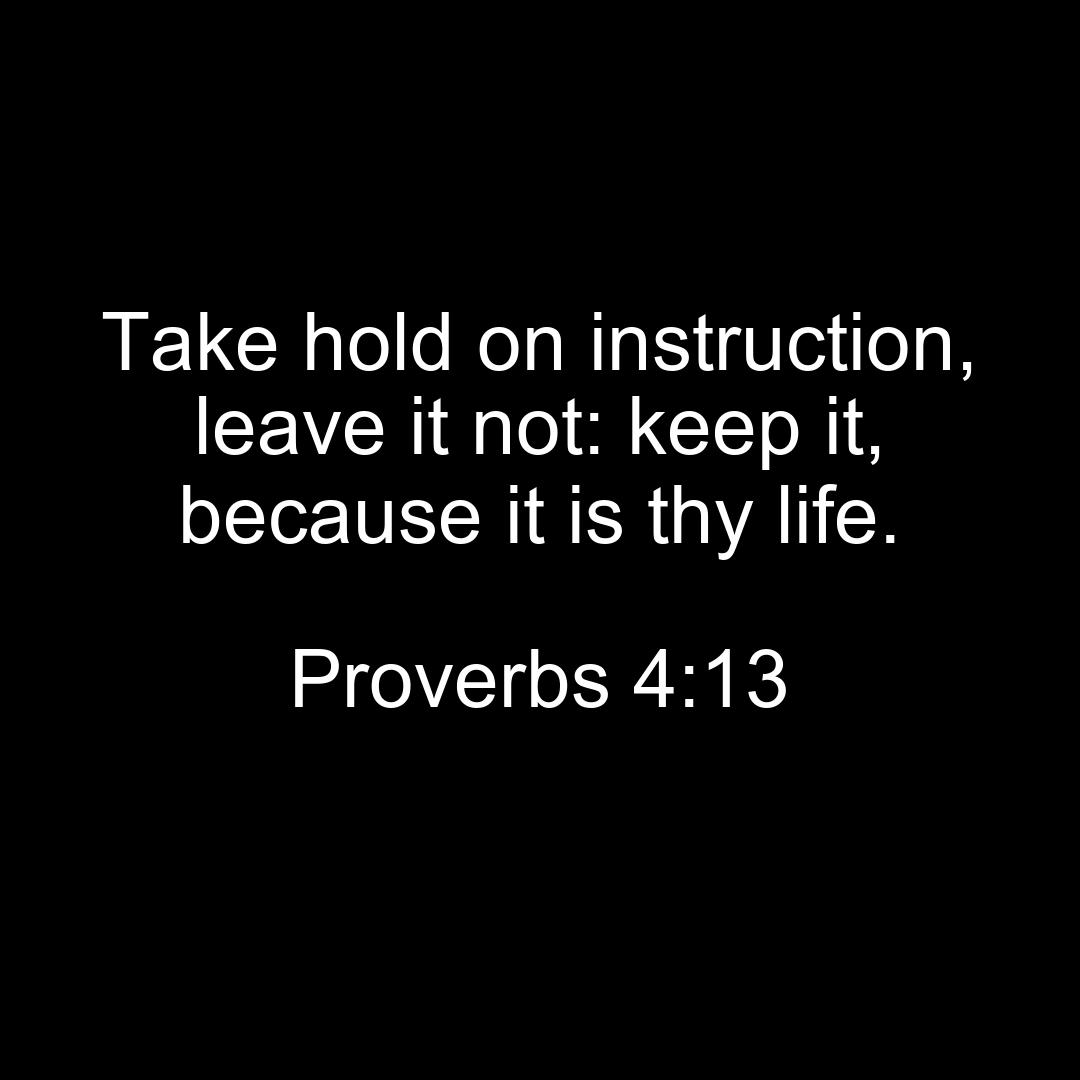 Take hold on instruction,
leave it not: keep it,
because it is thy life.
Proverbs 4:13